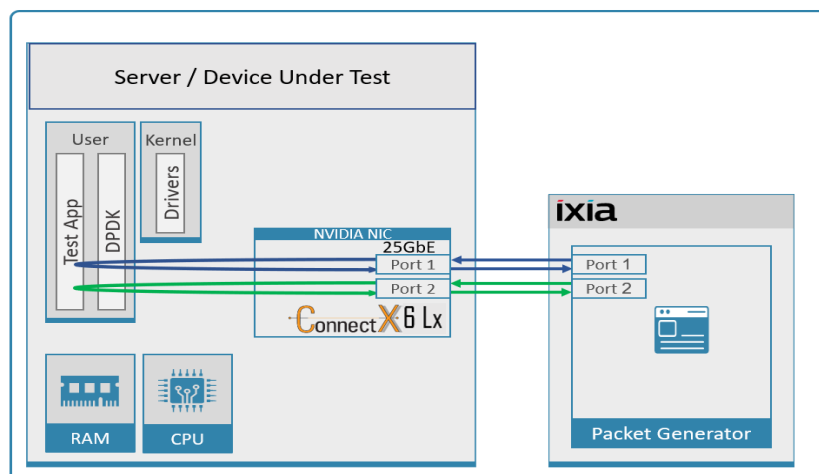 Server / Device Under Test
User
Kernel
Test App
DPDK
Drivers
NVIDIA NIC
25GbE
Port 1
Port 2
ConnectX 6 Lx
RAM
CPU
ixia
Port 1
Port 2
Packet Generator